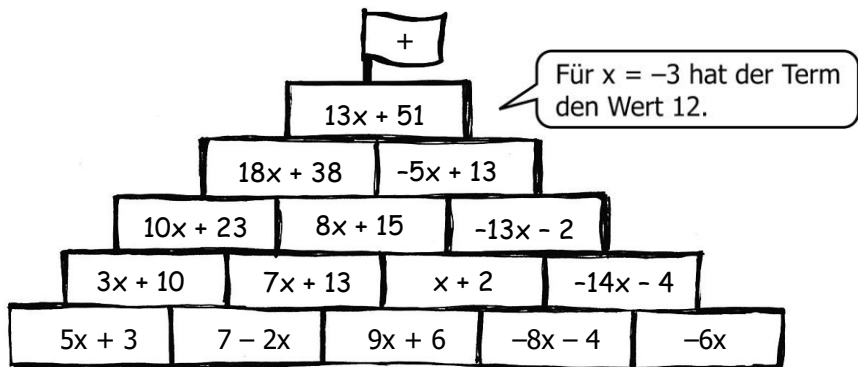 +
Für x = –3 hat der Term
den Wert 12.
13x + 51
18x + 38 -5x + 13
10x + 23 8x + 15 -13x - 2
3x + 10 7x + 13 x + 2 -14x - 4
5x + 3 7 – 2x 9x + 6 –8x – 4 –6x